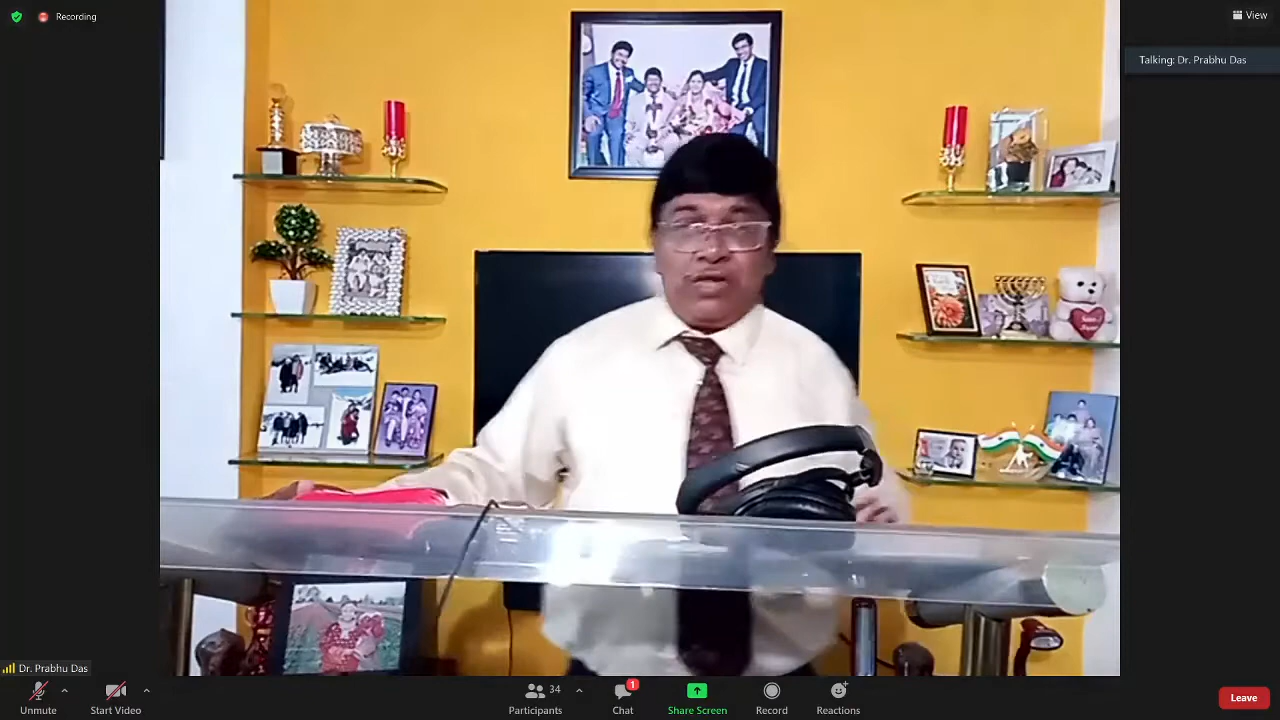 Recording
View
Talking: Dr. Prabhu Das
Dr. Prabhu Das
Unmute
Start Video
34
Participants
1
Chat
Share Screen
Record
Reactions
Leave